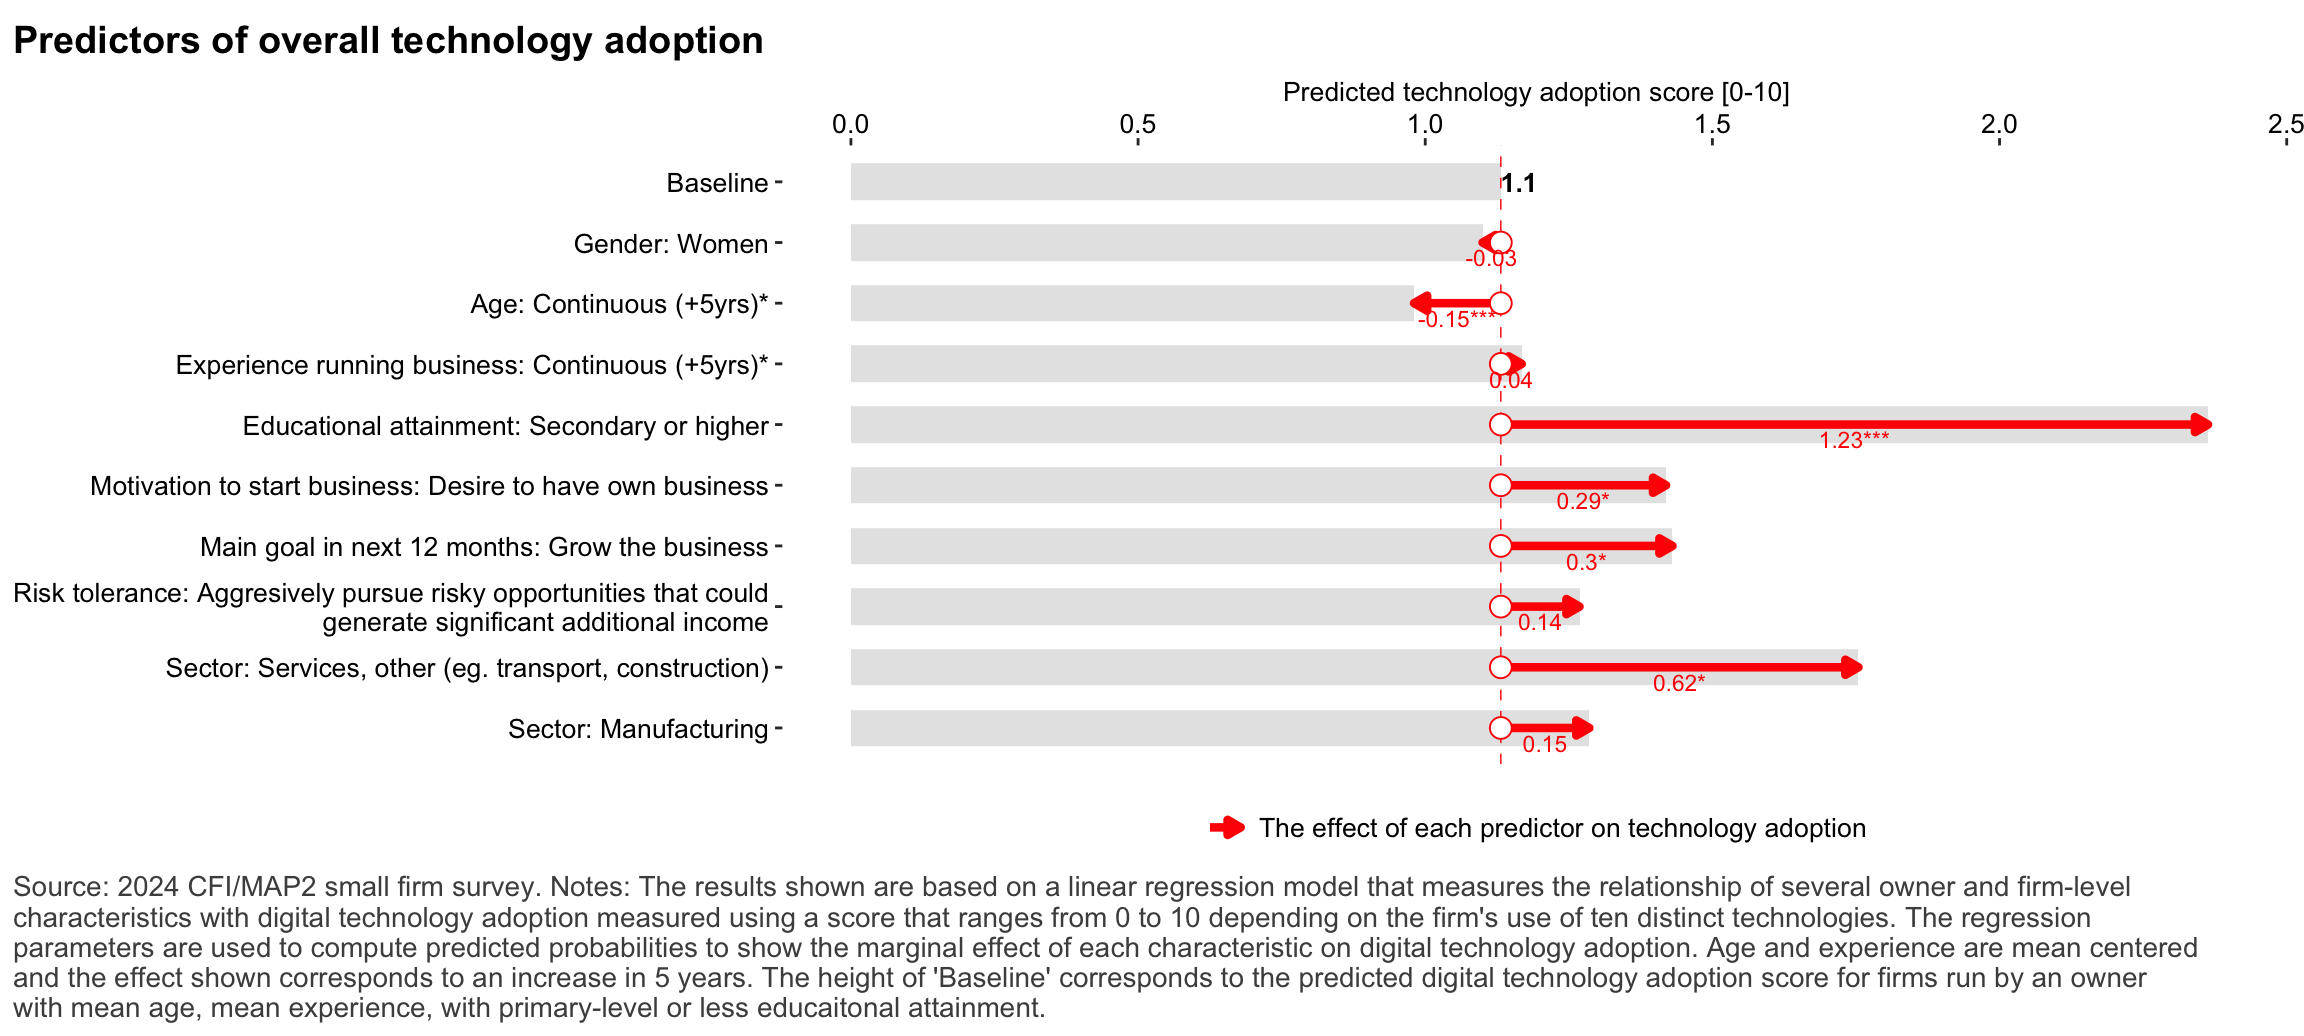 Predictors of overall technology adoption
Predicted technology adoption score [0-10]
0.0 0.5 1.0 1.5 2.0 2.5
Baseline 1.1
Gender: Women -0.03
Age: Continuous (+5yrs)* -0.15***
Experience running business: Continuous (+5yrs)* 0.04
Educational attainment: Secondary or higher 1.23***
Motivation to start business: Desire to have own business 0.29*
Main goal in next 12 months: Grow the business 0.3*
Risk tolerance: Aggresively pursue risky opportunities that could
generate significant additional income 0.14
Sector: Services, other (eg. transport, construction) 0.62*
Sector: Manufacturing 0.15
The effect of each predictor on technology adoption
Source: 2024 CFI/MAP2 small firm survey. Notes: The results shown are based on a linear regression model that measures the relationship of several owner and firm-level
characteristics with digital technology adoption measured using a score that ranges from 0 to 10 depending on the firm's use of ten distinct technologies. The regression
parameters are used to compute predicted probabilities to show the marginal effect of each characteristic on digital technology adoption. Age and experience are mean centered
and the effect shown corresponds to an increase in 5 years. The height of 'Baseline' corresponds to the predicted digital technology adoption score for firms run by an owner
with mean age, mean experience, with primary-level or less educaitonal attainment.